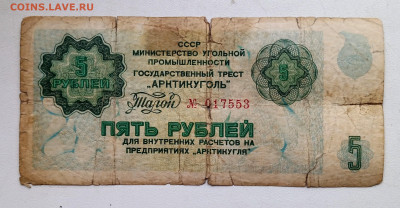 COINS.LAVE.RU
СССР
МИНИСТЕРСТВО УГОЛЬНОЙ
ПРОМЫШЛЕННОСТИ
ГОСУДАРСТВЕННЫЙ ТРЕСТ
„АРКТИКУГОЛЬ"
5
РУБЛЕЙ
5
Талон № 017553
ПЯТЬ РУБЛЕЙ
ДЛЯ ВНУТРЕННИХ РАСЧЕТОВ НА
ПРЕДПРИЯТИЯХ „АРКТИКУГЛЯ"
5